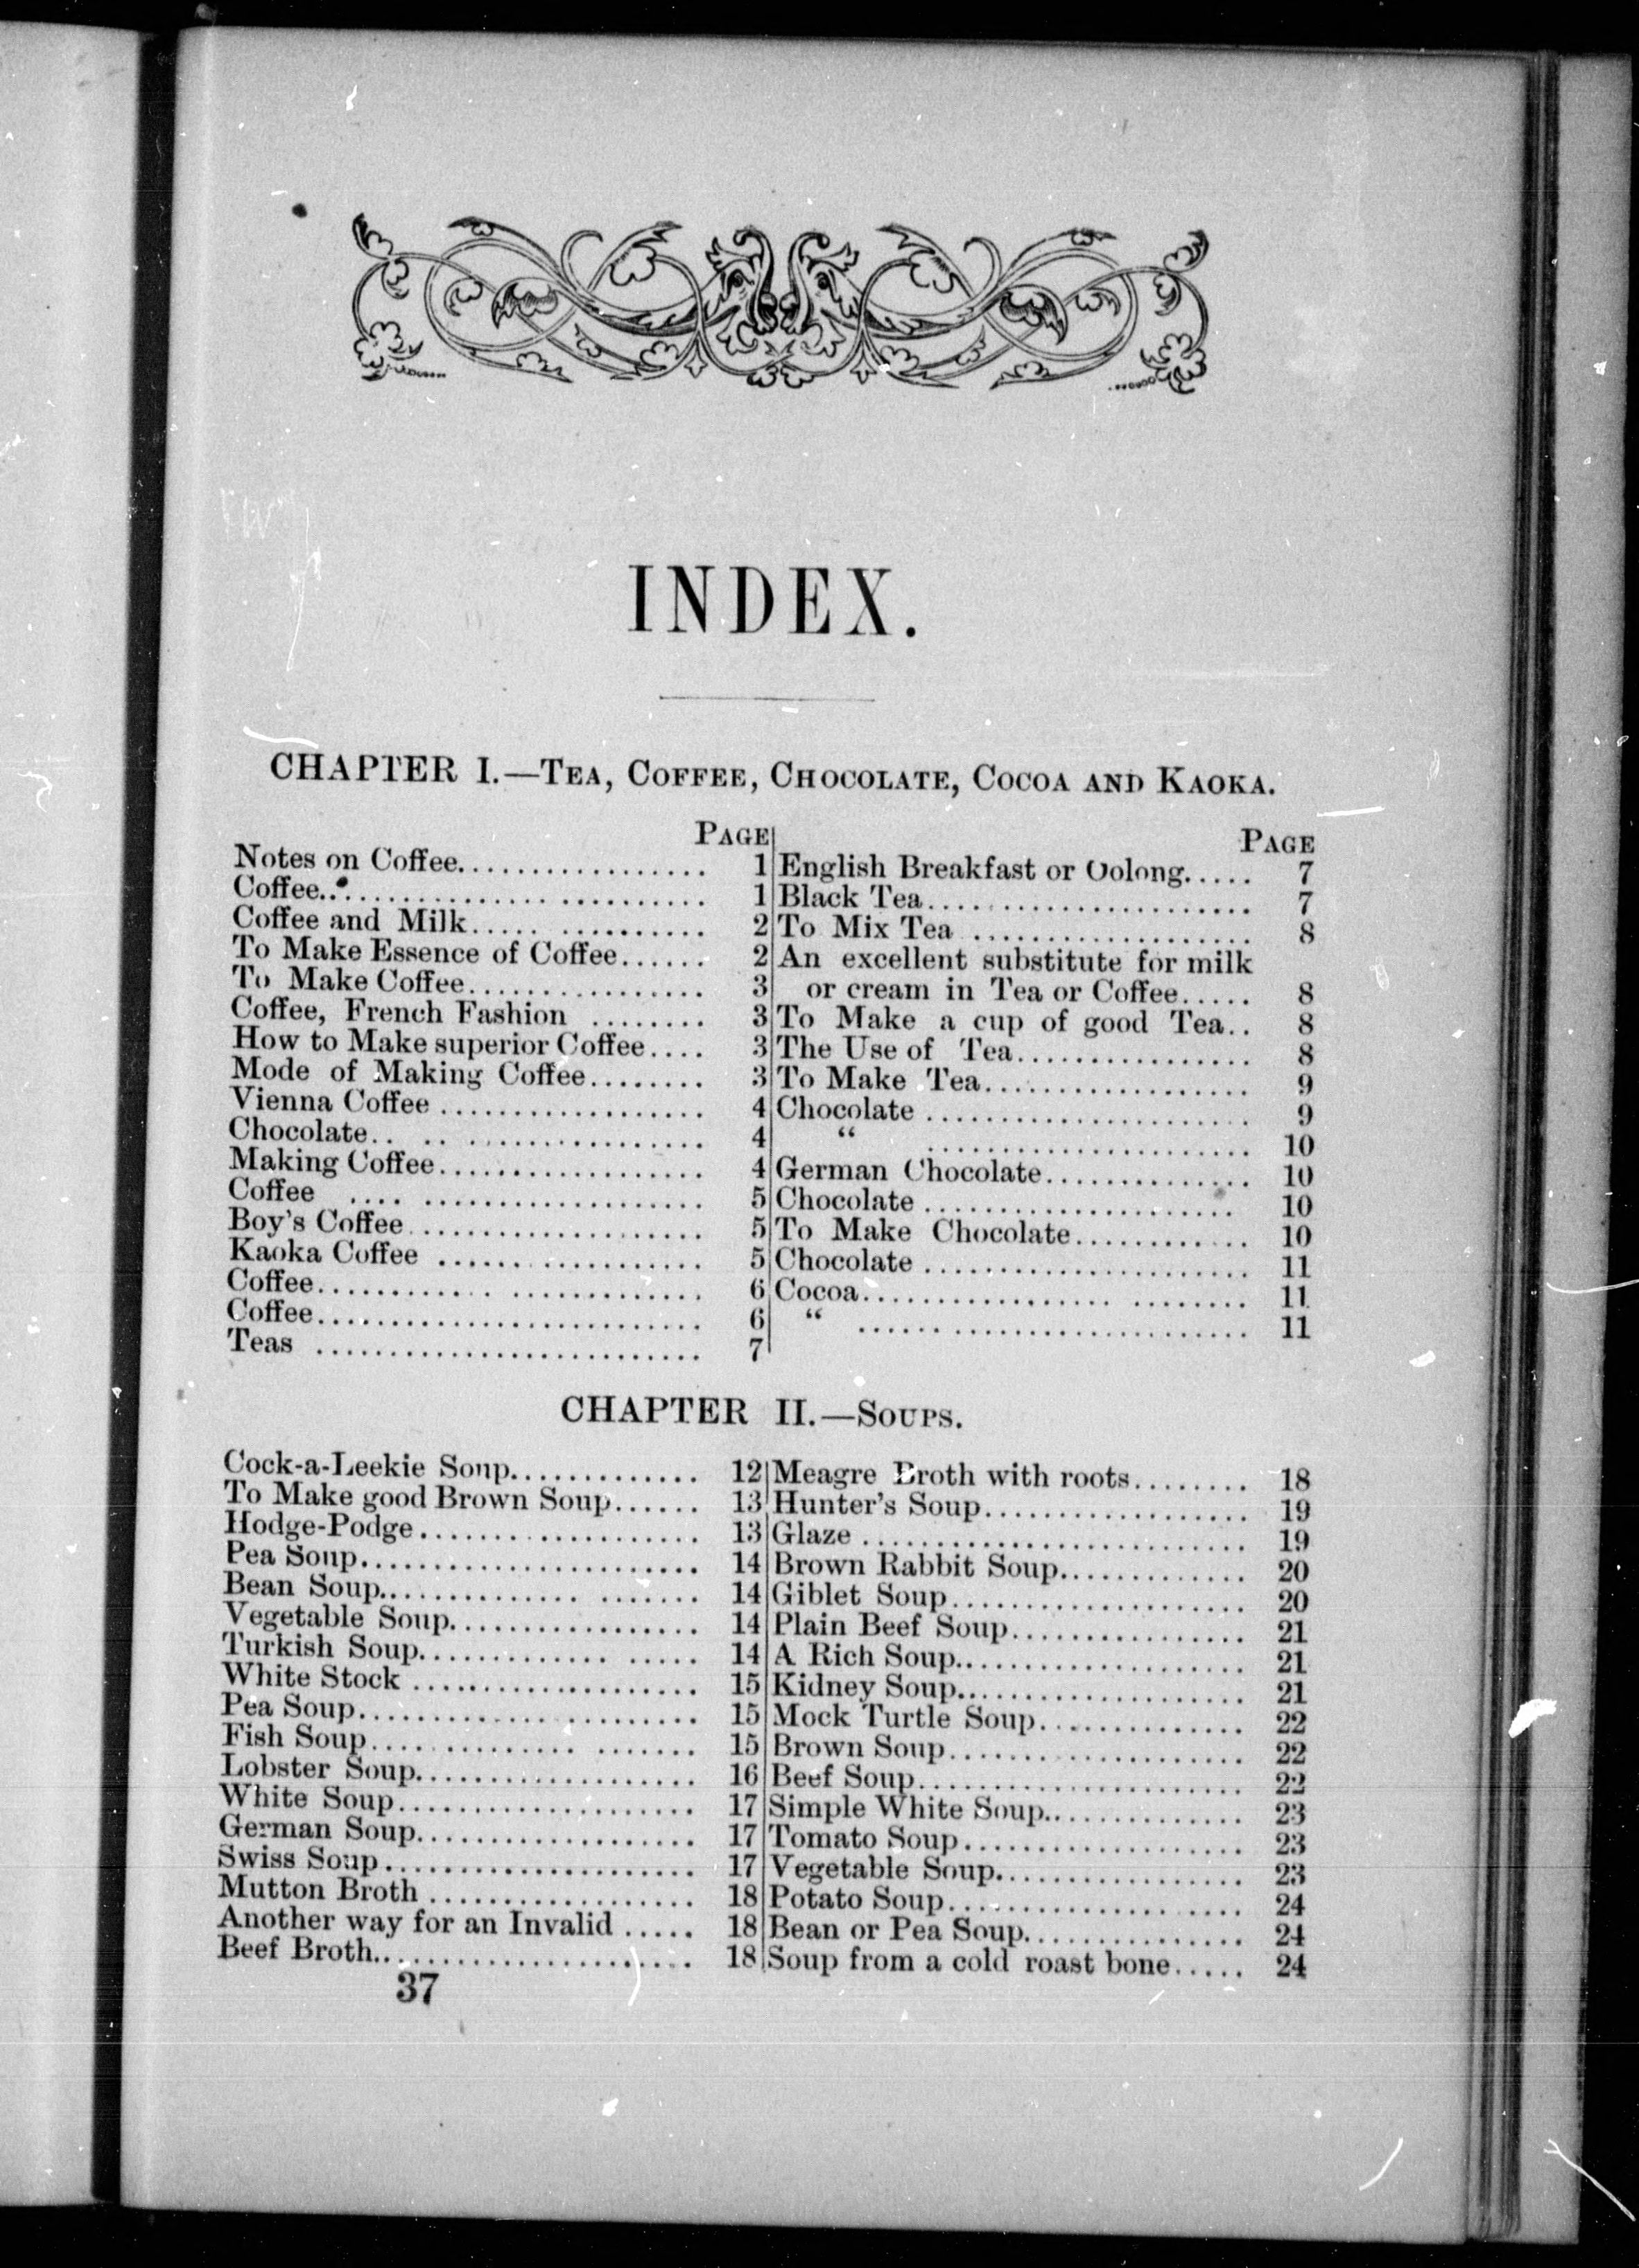 INDEX.
CHAPTER I.—TEA, COFFEE, CHOCOLATE, COCOA AND KAOKA.
PAGE
Notes on Coffee................. 1
Coffee........................... 1
Coffee and Milk................ 2
To Make Essence of Coffee...... 2
To Make Coffee................. 3
Coffee, French Fashion ........ 3
How to Make superior Coffee.... 3
Mode of Making Coffee........ 3
Vienna Coffee .................. 4
Chocolate....................... 4
Making Coffee.................. 4
Coffee ....................... 5
Boy's Coffee.................... 5
Kaoka Coffee .................. 5
Coffee.......................... 6
Coffee.......................... 6
Teas .......................... 7
PAGE
English Breakfast or Oolong..... 7
Black Tea...................... 7
To Mix Tea ................... 8
An excellent substitute for milk
or cream in Tea or Coffee..... 8
To Make a cup of good Tea.. 8
The Use of Tea................ 8
To Make Tea.................. 9
Chocolate ...................... 9
“ ...................... 10
German Chocolate.............. 10
Chocolate ..................... 10
To Make Chocolate............ 10
Chocolate ...................... 11
Cocoa......................... 11
“ .......................... 11
CHAPTER II.—SOUPS.
Cock-a-Leekie Soup............. 12
To Make good Brown Soup...... 13
Hodge-Podge................... 13
Pea Soup....................... 14
Bean Soup...................... 14
Vegetable Soup................. 14
Turkish Soup.................. 14
White Stock .................... 15
Pea Soup....................... 15
Fish Soup...................... 15
Lobster Soup................... 16
White Soup.................... 17
German Soup................... 17
Swiss Soup..................... 17
Mutton Broth .................. 18
Another way for an Invalid ..... 18
Beef Broth...................... 18
Meagre Broth with roots........ 18
Hunter's Soup.................. 19
Glaze .......................... 19
Brown Rabbit Soup............. 20
Giblet Soup.................... 20
Plain Beef Soup................ 21
A Rich Soup.................... 21
Kidney Soup.................... 21
Mock Turtle Soup.............. 22
Brown Soup.................... 22
Beef Soup...................... 22
Simple White Soup.............. 23
Tomato Soup................... 23
Vegetable Soup................. 23
Potato Soup.................... 24
Bean or Pea Soup............... 24
Soup from a cold roast bone..... 24
37